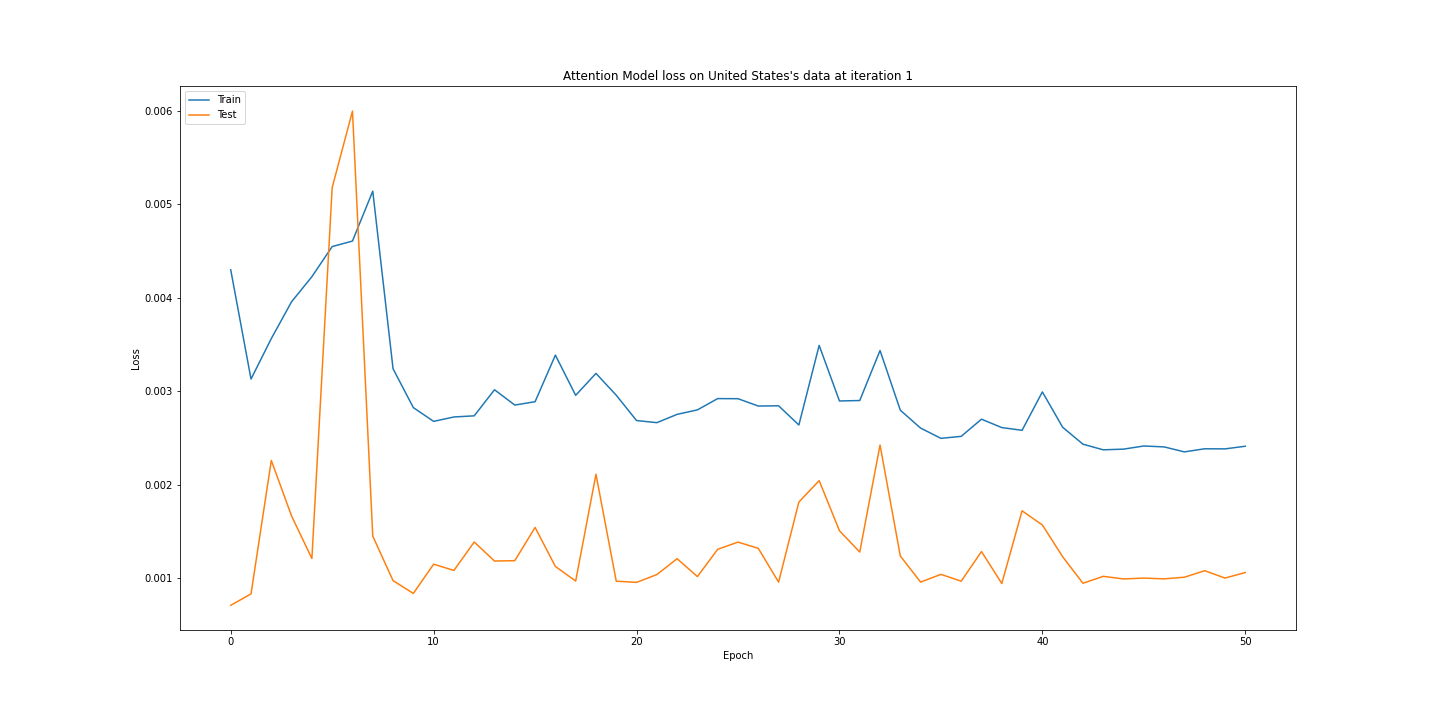 Attention Model loss on United States's data at iteration 1
Train
Test
0.006
0.005
0.004
0.003
0.002
0.001
Loss
0 10 20 30 40 50
Epoch